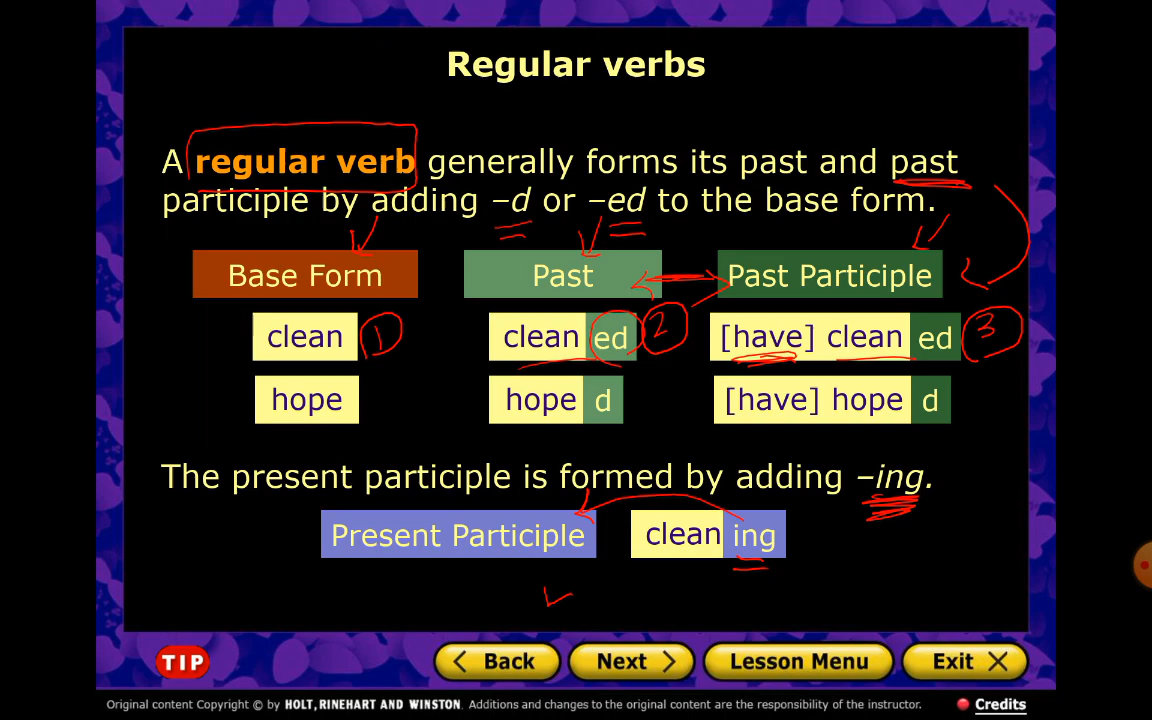 Regular verbs
A regular verb generally forms its past and past
participle by adding –d or –ed to the base form.
Base Form Past Past Participle
clean 1 clean ed 2 [have] clean ed 3
hope hope d [have] hope d
The present participle is formed by adding –ing.
Present Participle clean ing
TIP < Back Next > Lesson Menu Exit X
Original content Copyright © by HOLT, RINEHART AND WINSTON. Additions and changes to the original content are the responsibility of the instructor. Credits